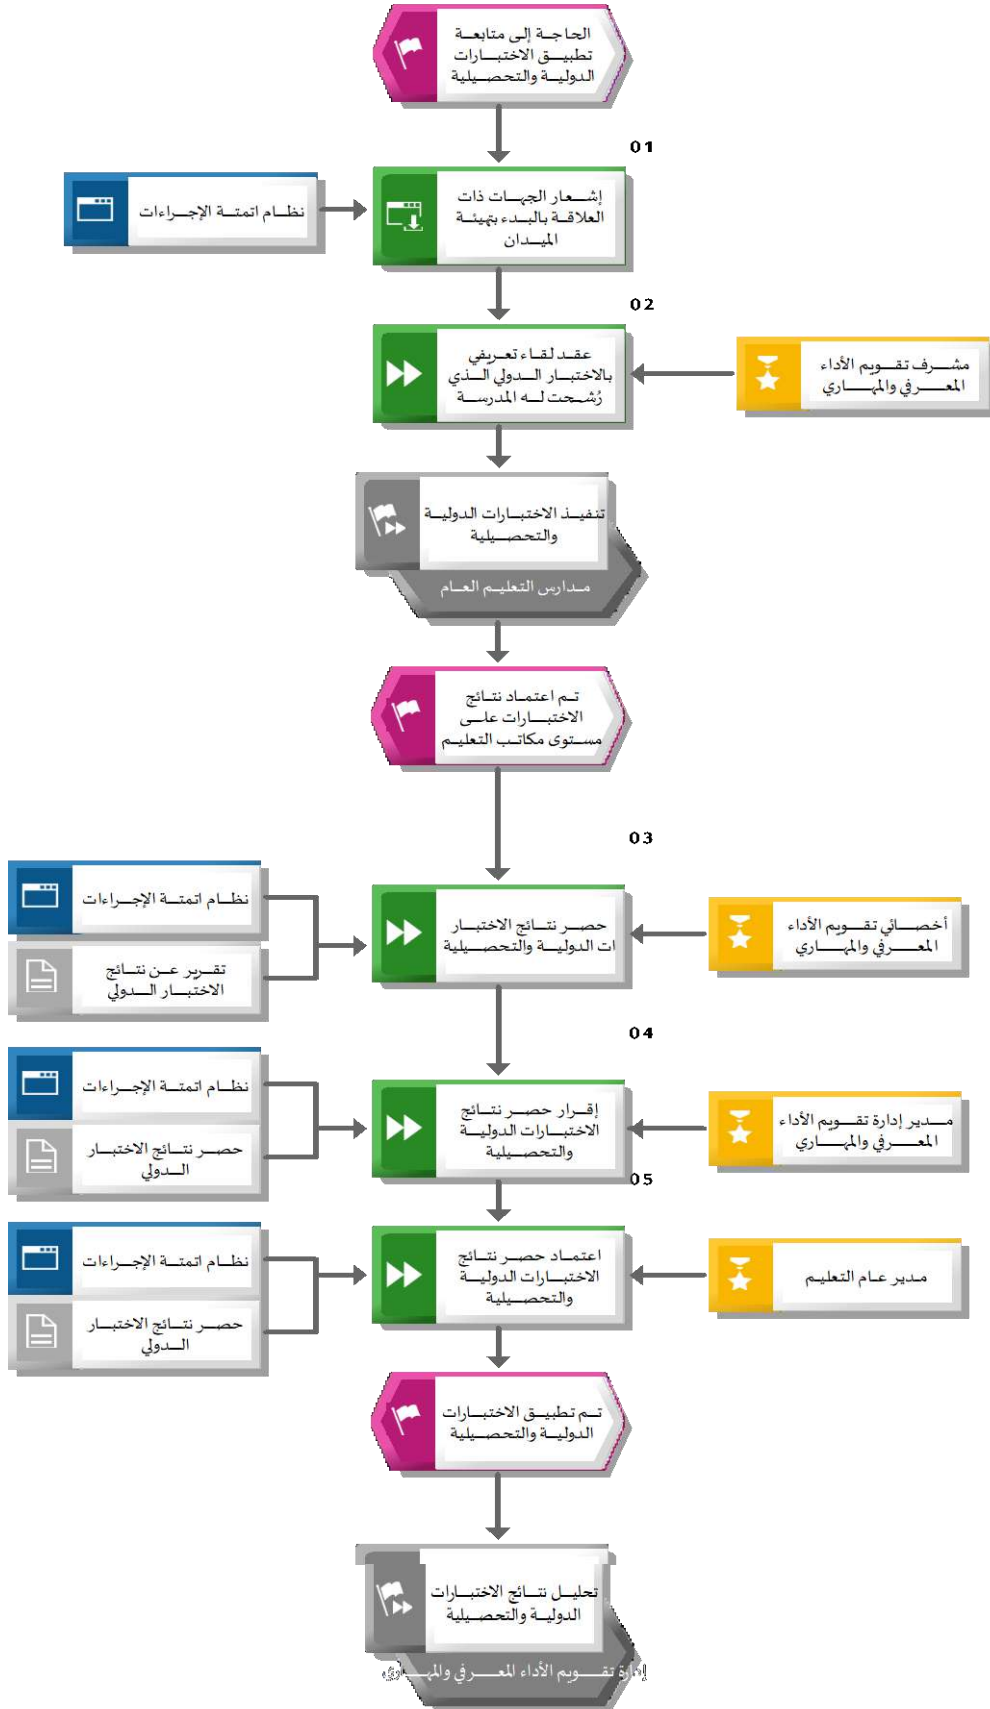 الحاجة إلى متابعة
تطبيق الاختبارات
الدولية والتحصيلية
01
إشعار الجهات ذات
العلاقة بالبدء بتهيئة
الميدان
نظام اتمتة الإجراءات
02
عقد لقاء تعريفي
بالاختبار الدولي الذي
رُشحت له المدرسة
مشرف تقويم الأداء
المعرفي والمهاري
تنفيذ الاختبارات الدولية
والتحصيلية
مدارس التعليم العام
تم اعتماد نتائج
الاختبارات على
مستوى مكاتب التعليم
03
أخصائي تقويم الأداء
المعرفي والمهاري
حصر نتائج الاختبار
ات الدولية والتحصيلية
نظام اتمتة الإجراءات
تقرير عن نتائج
الاختبار الدولي
04
مدير إدارة تقويم الأداء
المعرفي والمهاري
إقرار حصر نتائج
الاختبارات الدولية
والتحصيلية
نظام اتمتة الإجراءات
حصر نتائج الاختبار
الدولي
05
مدير عام التعليم
اعتماد حصر نتائج
الاختبارات الدولية
والتحصيلية
نظام اتمتة الإجراءات
حصر نتائج الاختبار
الدولي
تم تطبيق الاختبارات
الدولية والتحصيلية
تحليل نتائج الاختبارات
الدولية والتحصيلية
إدارة تقويم الأداء المعرفي والمهاري